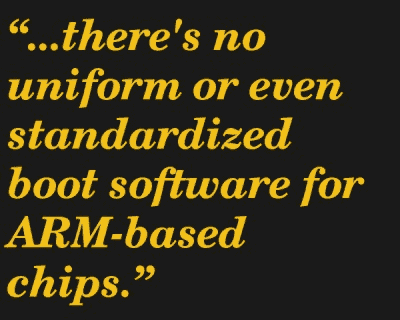 “...there's no
uniform or even
standardized
boot software for
ARM-based
chips.”